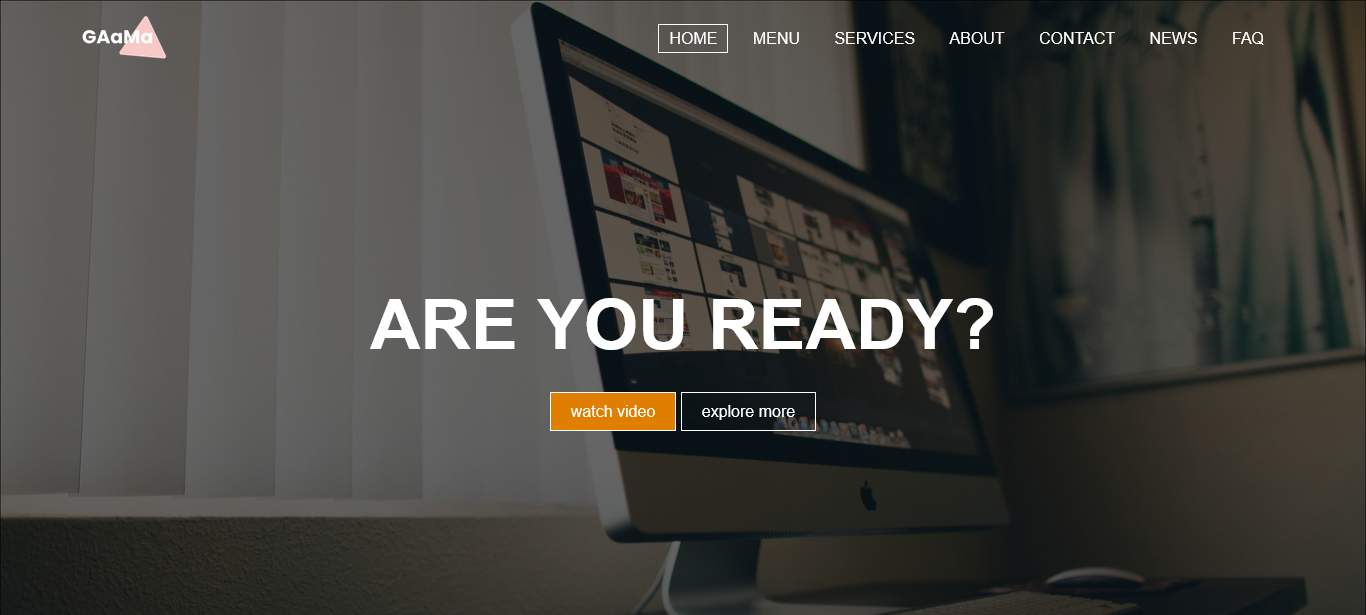 GAaMa
HOME MENU SERVICES ABOUT CONTACT NEWS FAQ
ARE YOU READY?
watch video explore more